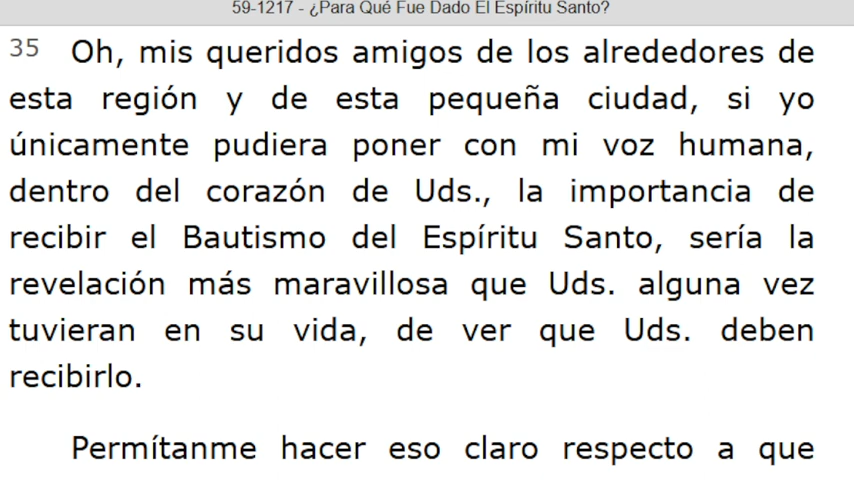 59-1217 - ¿Para Qué Fue Dado El Espíritu Santo?
35 Oh, mis queridos amigos de los alrededores de
esta región y de esta pequeña ciudad, si yo
únicamente pudiera poner con mi voz humana,
dentro del corazón de Uds., la importancia de
recibir el Bautismo del Espíritu Santo, sería la
revelación más maravillosa que Uds. alguna vez
tuvieran en su vida, de ver que Uds. deben
recibirlo.
Permítanme hacer eso claro respecto a que